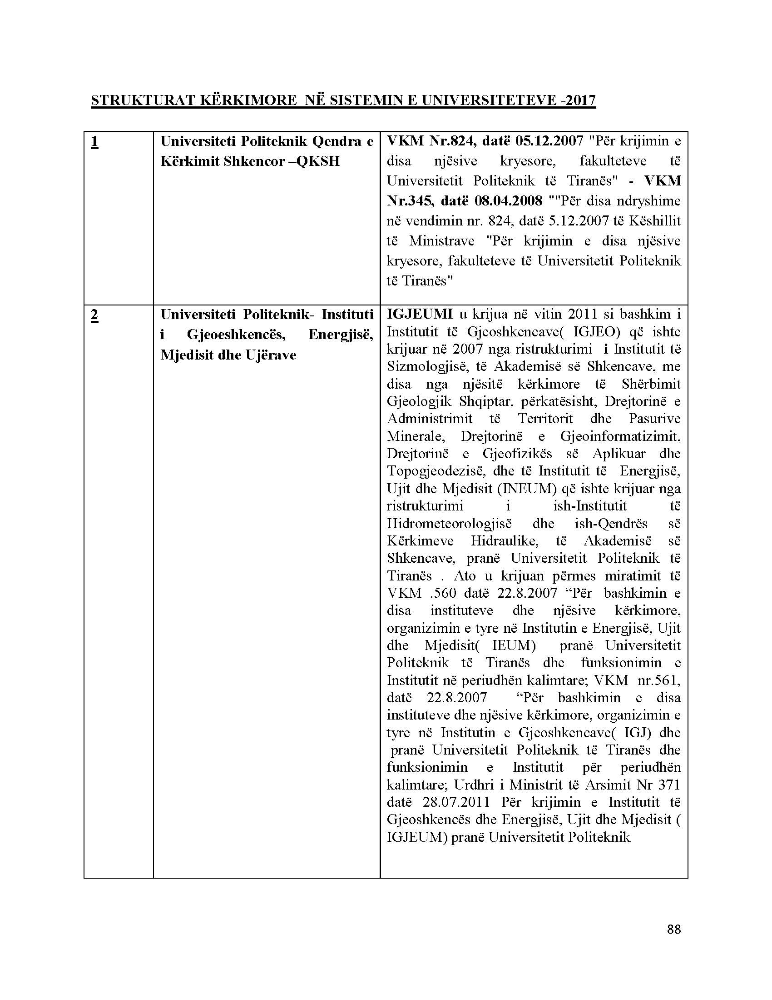 STRUKTURAT KËRKIMORE  NË SISTEMIN E UNIVERSITETEVE -2017
1
Universiteti Politeknik Qendra e
Kërkimit Shkencor –QKSH
VKM Nr.824, datë 05.12.2007 "Për krijimin e
disa njësive kryesore, fakulteteve të
Universitetit Politeknik të Tiranës" - VKM
Nr.345, datë 08.04.2008 ""Për disa ndryshime
në vendimin nr. 824, datë 5.12.2007 të Këshillit
të Ministrave "Për krijimin e disa njësive
kryesore, fakulteteve të Universitetit Politeknik
të Tiranës"
2
Universiteti Politeknik- Instituti
i Gjeoeshkencës, Energjisë,
Mjedisit dhe Ujërave
IGJEUMI u krijua në vitin 2011 si bashkim i
Institutit të Gjeoshkencave( IGJEO) që ishte
krijuar në 2007 nga ristrukturimi  i Institutit të
Sizmologjisë, të Akademisë së Shkencave, me
disa nga njësitë kërkimore të Shërbimit
Gjeologjik Shqiptar, përkatësisht, Drejtorinë e
Administrimit të Territorit dhe Pasurive
Minerale, Drejtorinë e Gjeoinformatizimit,
Drejtorinë e Gjeofizikës së Aplikuar dhe
Topogjeodezisë, dhe të Institutit të  Energjisë,
Ujit dhe Mjedisit (INEUM) që ishte krijuar nga
ristrukturimi i ish-Institutit të
Hidrometeorologjisë dhe ish-Qendrës së
Kërkimeve Hidraulike, të Akademisë së
Shkencave, pranë Universitetit Politeknik të
Tiranës . Ato u krijuan përmes miratimit të
VKM .560 datë 22.8.2007 “Për  bashkimin e
disa instituteve dhe njësive kërkimore,
organizimin e tyre në Institutin e Energjisë, Ujit
dhe Mjedisit( IEUM)  pranë Universitetit
Politeknik të Tiranës dhe funksionimin e
Institutit në periudhën kalimtare; VKM  nr.561,
datë 22.8.2007  “Për bashkimin e disa
instituteve dhe njësive kërkimore, organizimin e
tyre në Institutin e Gjeoshkencave( IGJ) dhe
pranë Universitetit Politeknik të Tiranës dhe
funksionimin e Institutit për periudhën
kalimtare; Urdhri i Ministrit të Arsimit Nr 371
datë 28.07.2011 Për krijimin e Institutit të
Gjeoshkencës dhe Energjisë, Ujit dhe Mjedisit (
IGJEUM) pranë Universitetit Politeknik
88